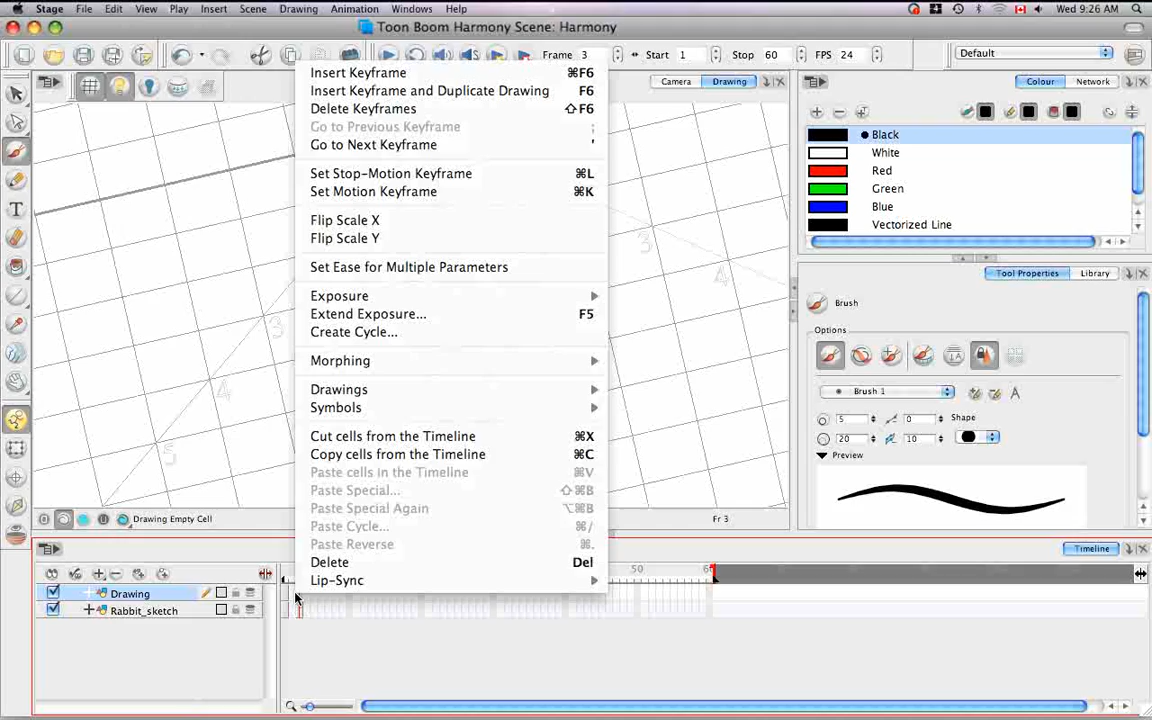 Stage File Edit View Play Insert Scene Drawing Animation Windows Help Wed 9:26 AM
Toon Boom Harmony Scene: Harmony
Frame 3 Start 1 Stop 60 FPS 24 Default
Camera Drawing
Colour Network
Insert Keyframe ⌘F6
Insert Keyframe and Duplicate Drawing F6
Delete Keyframes ⇧F6
Go to Previous Keyframe ;
Go to Next Keyframe '
Set Stop-Motion Keyframe ⌘L
Set Motion Keyframe ⌘K
Flip Scale X
Flip Scale Y
Set Ease for Multiple Parameters
Exposure
Extend Exposure... F5
Create Cycle...
Morphing
Drawings
Symbols
Cut cells from the Timeline ⌘X
Copy cells from the Timeline ⌘C
Paste cells in the Timeline ⌘V
Paste Special... ⇧⌘B
Paste Special Again ⌥⌘B
Paste Cycle... ⌘/
Paste Reverse ⌘.
Delete Del
Lip-Sync
3
4
5
3
4
Black
White
Red
Green
Blue
Vectorized Line
Tool Properties Library
Brush
Options
Brush 1
5 0 Shape
20 10
Preview
Drawing Empty Cell Fr 3
Timeline
50
Drawing
Rabbit_sketch